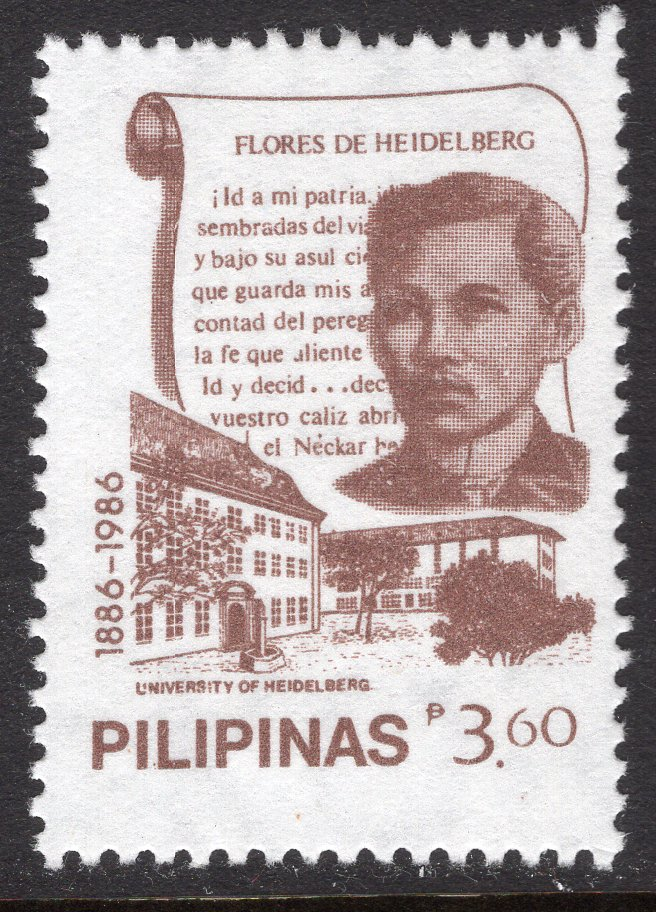 FLORES DE HEIDELBERG
¡Id a mi patria,
sembradas del
y bajo su asul
que guarda mis
contad del
la fe que aliente
Id y decid...
vuestro caliz
el Néckar
1886-1986
UNIVERSITY OF HEIDELBERG
PILIPINAS ₱3.60